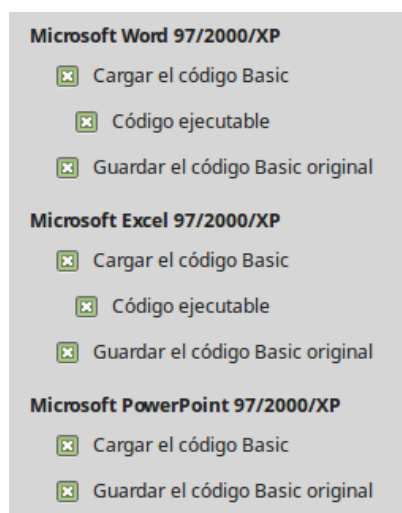 Microsoft Word 97/2000/XP
Cargar el código Basic
Código ejecutable
Guardar el código Basic original
Microsoft Excel 97/2000/XP
Cargar el código Basic
Código ejecutable
Guardar el código Basic original
Microsoft PowerPoint 97/2000/XP
Cargar el código Basic
Guardar el código Basic original